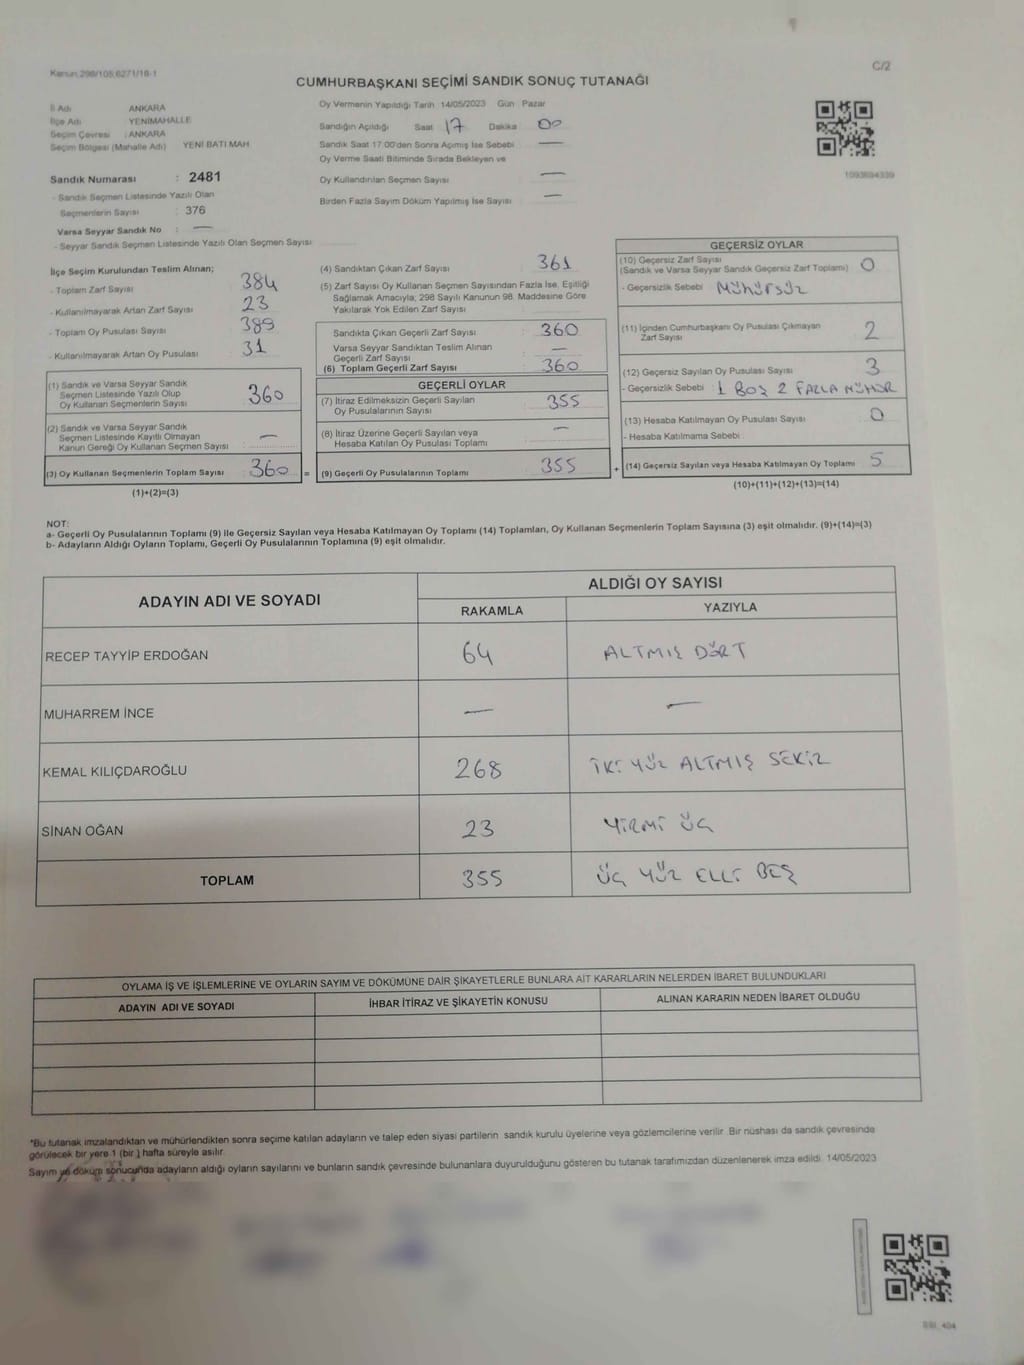 Kanun 298/105,6271/18-1
C/2
CUMHURBAŞKANI SEÇİMİ SANDIK SONUÇ TUTANAĞI
İl Adı ANKARA
İlçe Adı YENİMAHALLE
Seçim Çevresi : ANKARA
Seçim Bölgesi (Mahalle Adı) YENİ BATI MAH
Sandık Numarası : 2481
- Sandık Seçmen Listesinde Yazılı Olan
Seçmenlerin Sayısı : 376
Varsa Seyyar Sandık No : —
- Seyyar Sandık Seçmen Listesinde Yazılı Olan Seçmen Sayısı
Oy Vermenin Yapıldığı Tarih 14/05/2023 Gün Pazar
Sandığın Açıldığı Saat 17 Dakika 00
Sandık Saat 17.00'den Sonra Açımış İse Sebebi —
Oy Verme Saati Bitiminde Sırada Bekleyen ve
Oy Kullandırılan Seçmen Sayısı —
Birden Fazla Sayım Döküm Yapılmış İse Sayısı —
1093694339
İlçe Seçim Kurulundan Teslim Alınan;
- Toplam Zarf Sayısı 384
- Kullanılmayarak Artan Zarf Sayısı 23
- Toplam Oy Pusulası Sayısı 389
- Kullanılmayarak Artan Oy Pusulası 31
(1) Sandık ve Varsa Seyyar Sandık
Seçmen Listesinde Yazılı Olup
Oy Kullanan Seçmenlerin Sayısı 360
(2) Sandık ve Varsa Seyyar Sandık
Seçmen Listesinde Kayıtlı Olmayan
Kanun Gereği Oy Kullanan Seçmen Sayısı —
(3) Oy Kullanan Seçmenlerin Toplam Sayısı 360 =
(1)+(2)=(3)
(4) Sandıktan Çıkan Zarf Sayısı 361
(5) Zarf Sayısı Oy Kullanan Seçmen Sayısından Fazla İse, Eşitliği
Sağlamak Amacıyla; 298 Sayılı Kanunun 98. Maddesine Göre
Yakılarak Yok Edilen Zarf Sayısı
Sandıkta Çıkan Geçerli Zarf Sayısı : 360
Varsa Seyyar Sandıktan Teslim Alınan
Geçerli Zarf Sayısı —
(6) Toplam Geçerli Zarf Sayısı : 360
GEÇERLİ OYLAR
(7) İtiraz Edilmeksizin Geçerli Sayılan
Oy Pusulalarının Sayısı 355
(8) İtiraz Üzerine Geçerli Sayılan veya
Hesaba Katılan Oy Pusulası Toplamı —
(9) Geçerli Oy Pusulalarının Toplamı 355 +
GEÇERSİZ OYLAR
(10) Geçersiz Zarf Sayısı
(Sandık ve Varsa Seyyar Sandık Geçersiz Zarf Toplamı) 0
- Geçersizlik Sebebi MÜHÜRSÜZ
(11) İçinden Cumhurbaşkanı Oy Pusulası Çıkmayan
Zarf Sayısı 2
(12) Geçersiz Sayılan Oy Pusulası Sayısı 3
- Geçersizlik Sebebi : 1 BOŞ 2 FAZLA MÜHÜR
(13) Hesaba Katılmayan Oy Pusulası Sayısı 0
- Hesaba Katılmama Sebebi
(14) Geçersiz Sayılan veya Hesaba Katılmayan Oy Toplamı 5
(10)+(11)+(12)+(13)=(14)
NOT:
a- Geçerli Oy Pusulalarının Toplamı (9) ile Geçersiz Sayılan veya Hesaba Katılmayan Oy Toplamı (14) Toplamları, Oy Kullanan Seçmenlerin Toplam Sayısına (3) eşit olmalıdır. (9)+(14)=(3)
b- Adayların Aldığı Oyların Toplamı, Geçerli Oy Pusulalarının Toplamına (9) eşit olmalıdır.
ADAYIN ADI VE SOYADI
ALDIĞI OY SAYISI
RAKAMLA YAZIYLA
RECEP TAYYİP ERDOĞAN 64 ALTMIŞ DÖRT
MUHARREM İNCE — —
KEMAL KILIÇDAROĞLU 268 İKİ YÜZ ALTMIŞ SEKİZ
SİNAN OĞAN 23 YİRMİ ÜÇ
TOPLAM 355 ÜÇ YÜZ ELLİ BEŞ
OYLAMA İŞ VE İŞLEMLERİNE VE OYLARIN SAYIM VE DÖKÜMÜNE DAİR ŞİKAYETLERLE BUNLARA AİT KARARLARIN NELERDEN İBARET BULUNDUKLARI
ADAYIN ADI VE SOYADI İHBAR İTİRAZ VE ŞİKAYETİN KONUSU ALINAN KARARIN NEDEN İBARET OLDUĞU
*Bu tutanak imzalandıktan ve mühürlendikten sonra seçime katılan adayların ve talep eden siyasi partilerin sandık kurulu üyelerine veya gözlemcilerine verilir. Bir nüshası da sandık çevresinde
görülecek bir yere 1 (bir ) hafta süreyle asılır.
Sayım ve döküm sonucunda adayların aldığı oyların sayılarını ve bunların sandık çevresinde bulunanlara duyurulduğunu gösteren bu tutanak tarafımızdan düzenlenerek imza edildi. 14/05/2023